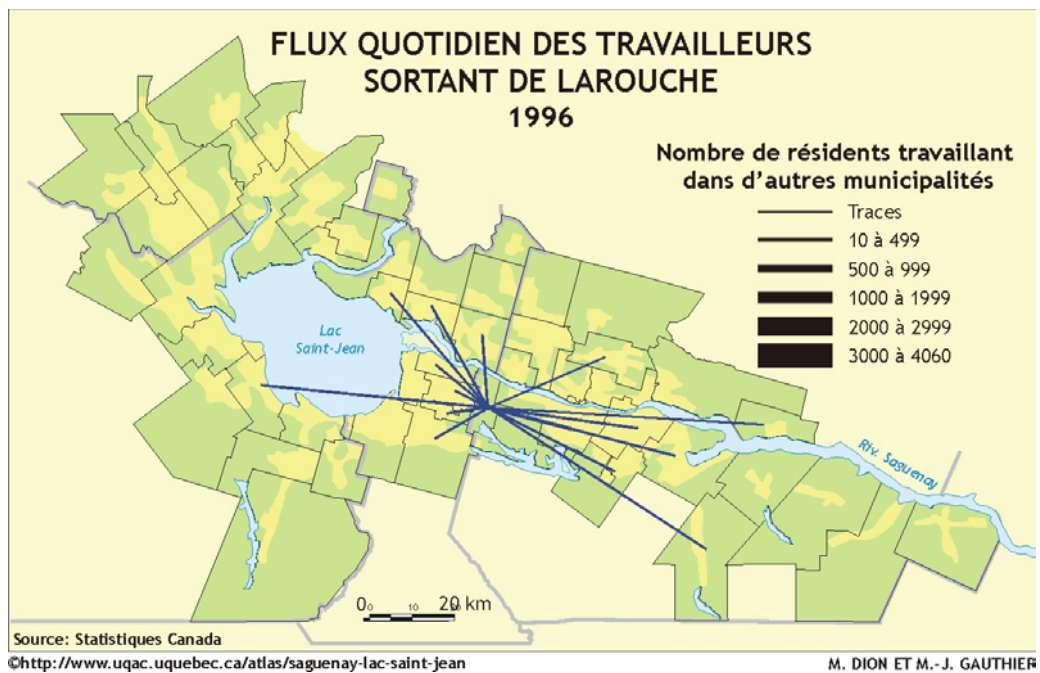 FLUX QUOTIDIEN DES TRAVAILLEURS
SORTANT DE LAROUCHE
1996
Nombre de résidents travaillant
dans d'autres municipalités
Traces
10 à 499
500 à 999
1000 à 1999
2000 à 2999
3000 à 4060
Lac
Saint-Jean
Riv. Saguenay
0 0 10 20 km
Source: Statistiques Canada
©http://www.uqac.uquebec.ca/atlas/saguenay-lac-saint-jean
M. DION ET M.-J. GAUTHIER